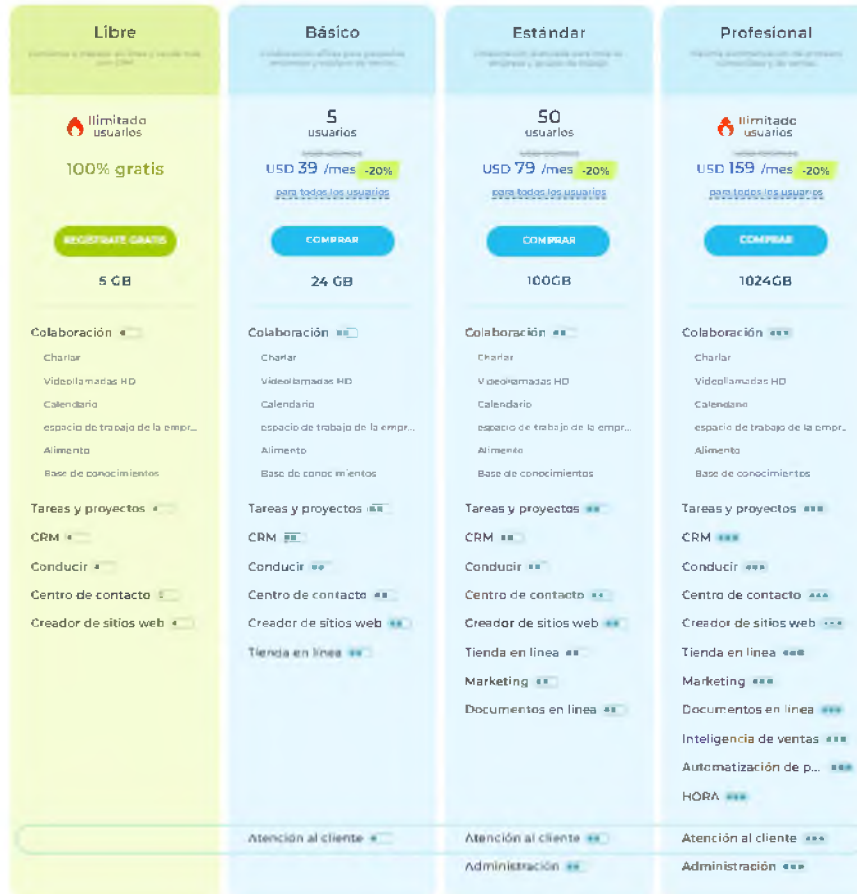 Libre
Ilimitado
usuarios
100% gratis
REGÍSTRATE GRATIS
5 GB
Colaboración
Charlar
Videollamadas HD
Calendario
espacio de trabajo de la empr...
Alimento
Base de conocimientos
Tareas y proyectos
CRM
Conducir
Centro de contacto
Creador de sitios web
Básico
5
usuarios
USD 39 /mes -20%
para todos los usuarios
COMPRAR
24 GB
Colaboración
Charlar
Videollamadas HD
Calendario
espacio de trabajo de la empr...
Alimento
Base de conocimientos
Tareas y proyectos
CRM
Conducir
Centro de contacto
Creador de sitios web
Tienda en línea
Atención al cliente
Estándar
50
usuarios
USD 79 /mes -20%
para todos los usuarios
COMPRAR
100GB
Colaboración
Charlar
Videollamadas HD
Calendario
espacio de trabajo de la empr...
Alimento
Base de conocimientos
Tareas y proyectos
CRM
Conducir
Centro de contacto
Creador de sitios web
Tienda en línea
Marketing
Documentos en línea
Atención al cliente
Administración
Profesional
Ilimitado
usuarios
USD 159 /mes -20%
para todos los usuarios
COMPRAR
1024GB
Colaboración
Charlar
Videollamadas HD
Calendario
espacio de trabajo de la empr...
Alimento
Base de conocimientos
Tareas y proyectos
CRM
Conducir
Centro de contacto
Creador de sitios web
Tienda en línea
Marketing
Documentos en línea
Inteligencia de ventas
Automatización de p...
HORA
Atención al cliente
Administración